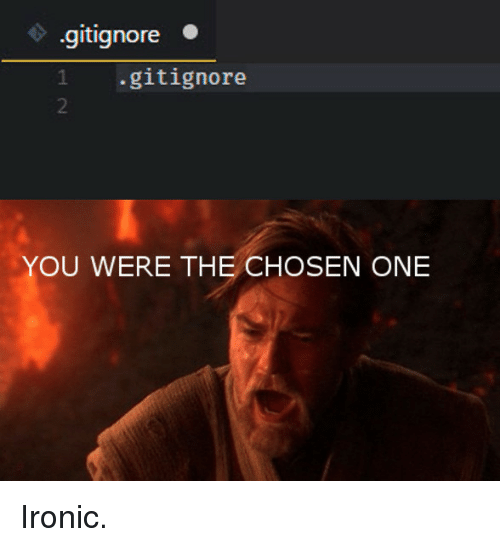 .gitignore
1 .gitignore
2
YOU WERE THE CHOSEN ONE
Ironic.